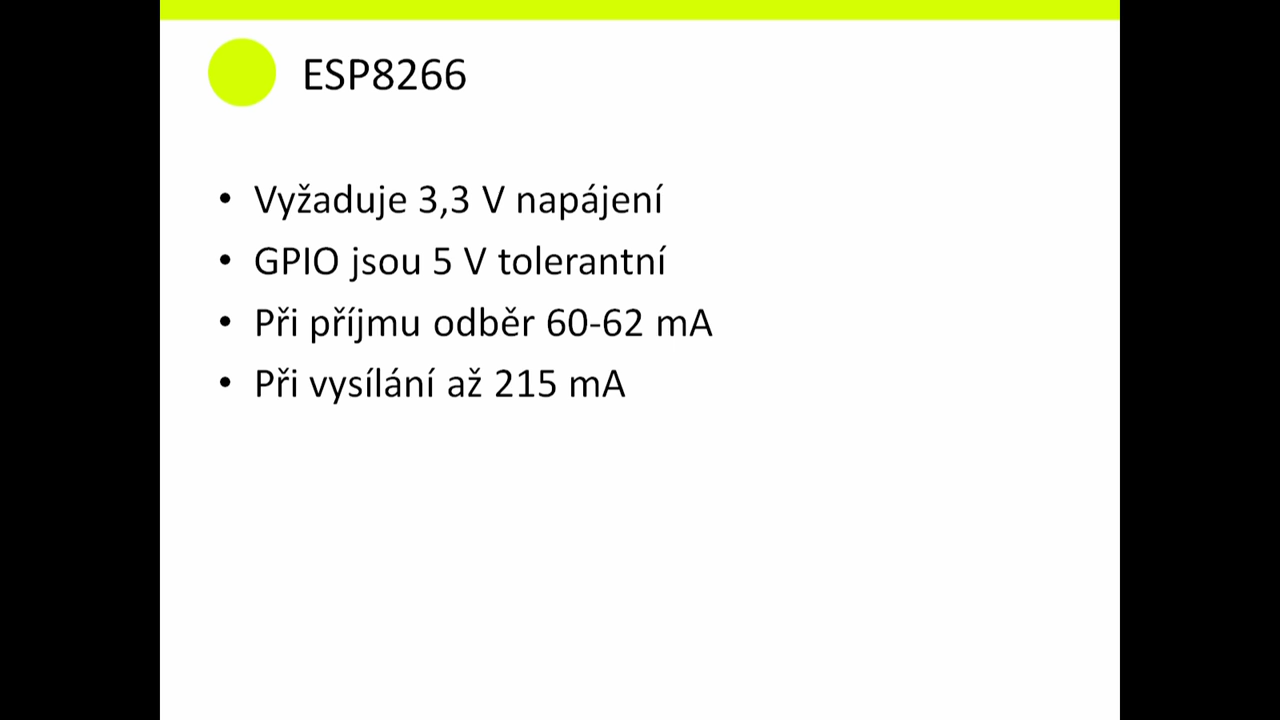 ESP8266
• Vyžaduje 3,3 V napájení
• GPIO jsou 5 V tolerantní
• Při příjmu odběr 60-62 mA
• Při vysílání až 215 mA